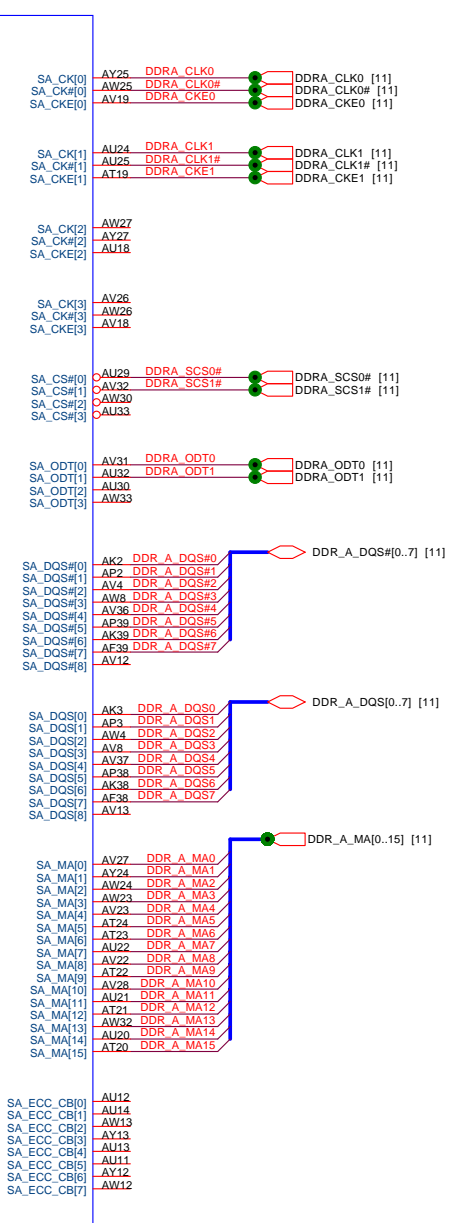 SA_CK[0] AY25 DDRA_CLK0 DDRA_CLK0 [11]
SA_CK#[0] AW25 DDRA_CLK0# DDRA_CLK0# [11]
SA_CKE[0] AV19 DDRA_CKE0 DDRA_CKE0 [11]
SA_CK[1] AU24 DDRA_CLK1 DDRA_CLK1 [11]
SA_CK#[1] AU25 DDRA_CLK1# DDRA_CLK1# [11]
SA_CKE[1] AT19 DDRA_CKE1 DDRA_CKE1 [11]
SA_CK[2] AW27
SA_CK#[2] AY27
SA_CKE[2] AU18
SA_CK[3] AV26
SA_CK#[3] AW26
SA_CKE[3] AV18
SA_CS#[0] AU29 DDRA_SCS0# DDRA_SCS0# [11]
SA_CS#[1] AV32 DDRA_SCS1# DDRA_SCS1# [11]
SA_CS#[2] AW30
SA_CS#[3] AU33
SA_ODT[0] AV31 DDRA_ODT0 DDRA_ODT0 [11]
SA_ODT[1] AU32 DDRA_ODT1 DDRA_ODT1 [11]
SA_ODT[2] AU30
SA_ODT[3] AW33
DDR_A_DQS#[0..7] [11]
SA_DQS#[0] AK2 DDR_A_DQS#0
SA_DQS#[1] AP2 DDR_A_DQS#1
SA_DQS#[2] AV4 DDR_A_DQS#2
SA_DQS#[3] AW8 DDR_A_DQS#3
SA_DQS#[4] AV36 DDR_A_DQS#4
SA_DQS#[5] AP39 DDR_A_DQS#5
SA_DQS#[6] AK39 DDR_A_DQS#6
SA_DQS#[7] AF39 DDR_A_DQS#7
SA_DQS#[8] AV12
DDR_A_DQS[0..7] [11]
SA_DQS[0] AK3 DDR_A_DQS0
SA_DQS[1] AP3 DDR_A_DQS1
SA_DQS[2] AW4 DDR_A_DQS2
SA_DQS[3] AV8 DDR_A_DQS3
SA_DQS[4] AV37 DDR_A_DQS4
SA_DQS[5] AP38 DDR_A_DQS5
SA_DQS[6] AK38 DDR_A_DQS6
SA_DQS[7] AF38 DDR_A_DQS7
SA_DQS[8] AV13
DDR_A_MA[0..15] [11]
SA_MA[0] AV27 DDR_A_MA0
SA_MA[1] AY24 DDR_A_MA1
SA_MA[2] AW24 DDR_A_MA2
SA_MA[3] AW23 DDR_A_MA3
SA_MA[4] AV23 DDR_A_MA4
SA_MA[5] AT24 DDR_A_MA5
SA_MA[6] AT23 DDR_A_MA6
SA_MA[7] AU22 DDR_A_MA7
SA_MA[8] AV22 DDR_A_MA8
SA_MA[9] AT22 DDR_A_MA9
SA_MA[10] AV28 DDR_A_MA10
SA_MA[11] AU21 DDR_A_MA11
SA_MA[12] AT21 DDR_A_MA12
SA_MA[13] AW32 DDR_A_MA13
SA_MA[14] AU20 DDR_A_MA14
SA_MA[15] AT20 DDR_A_MA15
SA_ECC_CB[0] AU12
SA_ECC_CB[1] AU14
SA_ECC_CB[2] AW13
SA_ECC_CB[3] AY13
SA_ECC_CB[4] AU13
SA_ECC_CB[5] AU11
SA_ECC_CB[6] AY12
SA_ECC_CB[7] AW12